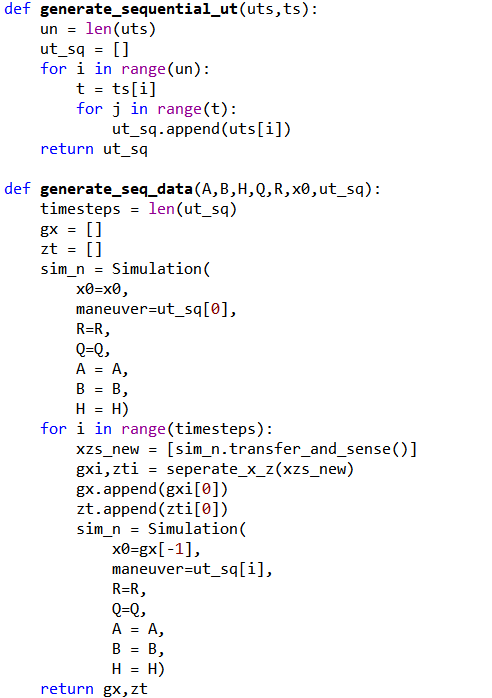 def generate_sequential_ut(uts,ts):
    un = len(uts)
    ut_sq = []
    for i in range(un):
        t = ts[i]
        for j in range(t):
            ut_sq.append(uts[i])
    return ut_sq

def generate_seq_data(A,B,H,Q,R,x0,ut_sq):
    timesteps = len(ut_sq)
    gx = []
    zt = []
    sim_n = Simulation(
        x0=x0,
        maneuver=ut_sq[0],
        R=R,
        Q=Q,
        A = A,
        B = B,
        H = H)
    for i in range(timesteps):
        xzs_new = [sim_n.transfer_and_sense()]
        gxi,zti = seperate_x_z(xzs_new)
        gx.append(gxi[0])
        zt.append(zti[0])
        sim_n = Simulation(
            x0=gx[-1],
            maneuver=ut_sq[i],
            R=R,
            Q=Q,
            A = A,
            B = B,
            H = H)
    return gx,zt